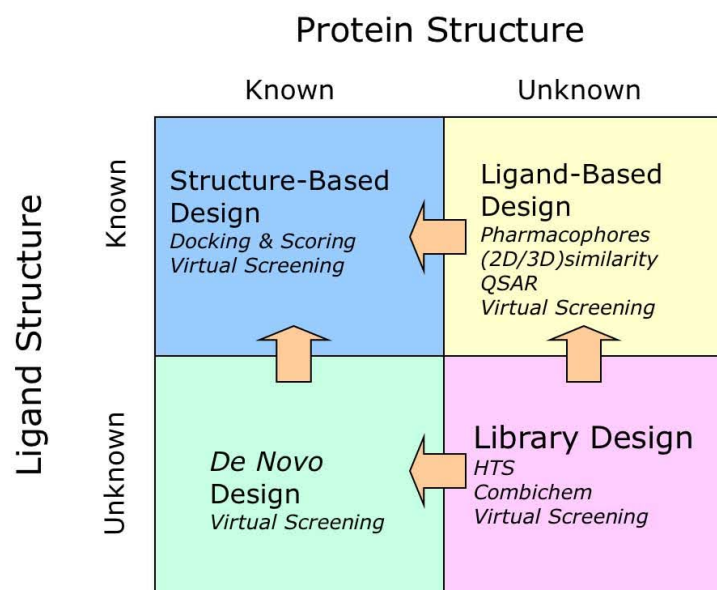 Protein Structure
Known
Unknown
Ligand Structure
Known
Unknown
Structure-Based
Design
Docking & Scoring
Virtual Screening
Ligand-Based
Design
Pharmacophores
(2D/3D)similarity
QSAR
Virtual Screening
De Novo
Design
Virtual Screening
Library Design
HTS
Combichem
Virtual Screening